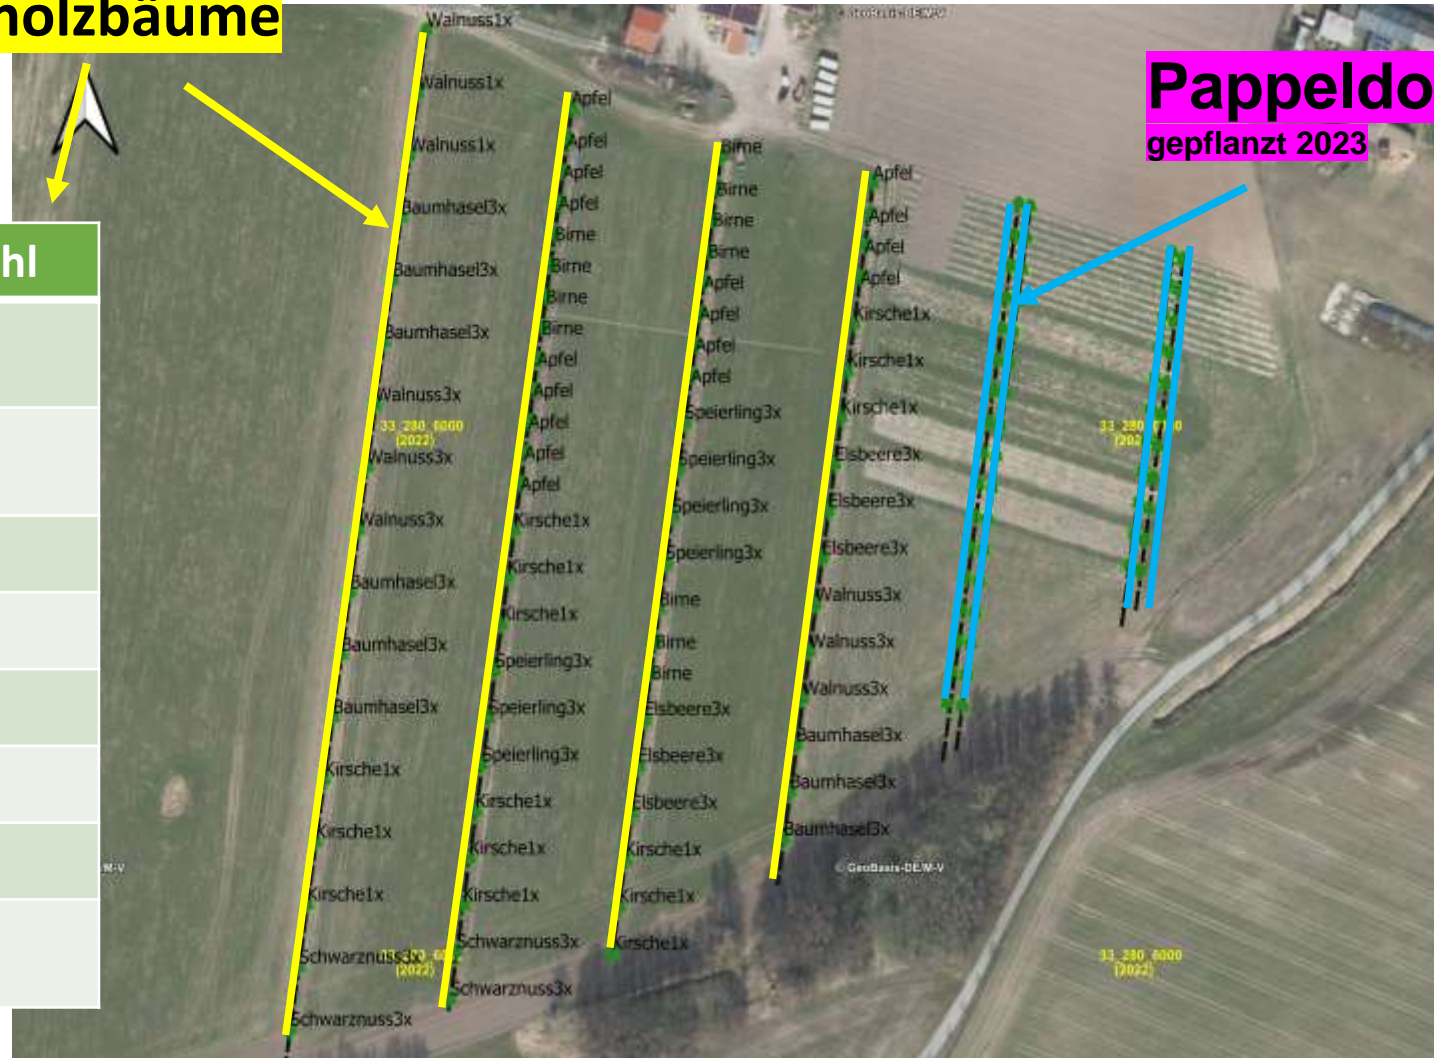 holzbäume
hl
Pappeldo
gepflanzt 2023
© GeoBasis-DE/M-V
Walnuss1x
Walnuss1x
Walnuss1x
Baumhasel3x
Baumhasel3x
Baumhasel3x
Walnuss3x
33_280_6000
(2022)
Walnuss3x
Walnuss3x
Baumhasel3x
Baumhasel3x
Baumhasel3x
Kirsche1x
Kirsche1x
Kirsche1x
Schwarznuss3x
(2022)
Schwarznuss3x
Apfel
Apfel
Apfel
Apfel
Birne
Birne
Birne
Birne
Apfel
Apfel
Apfel
Apfel
Apfel
Kirsche1x
Kirsche1x
Kirsche1x
Speierling3x
Speierling3x
Speierling3x
Kirsche1x
Kirsche1x
Kirsche1x
Schwarznuss3x
Schwarznuss3x
Birne
Birne
Birne
Birne
Apfel
Apfel
Apfel
Apfel
Speierling3x
Speierling3x
Speierling3x
Speierling3x
Birne
Birne
Birne
Elsbeere3x
Elsbeere3x
Elsbeere3x
Kirsche1x
Kirsche1x
Kirsche1x
Apfel
Apfel
Apfel
Apfel
Kirsche1x
Kirsche1x
Kirsche1x
Elsbeere3x
Elsbeere3x
Elsbeere3x
Walnuss3x
Walnuss3x
Walnuss3x
Baumhasel3x
Baumhasel3x
Baumhasel3x
/M-V
© GeoBasis-DE/M-V
33_280_6000
(2022)